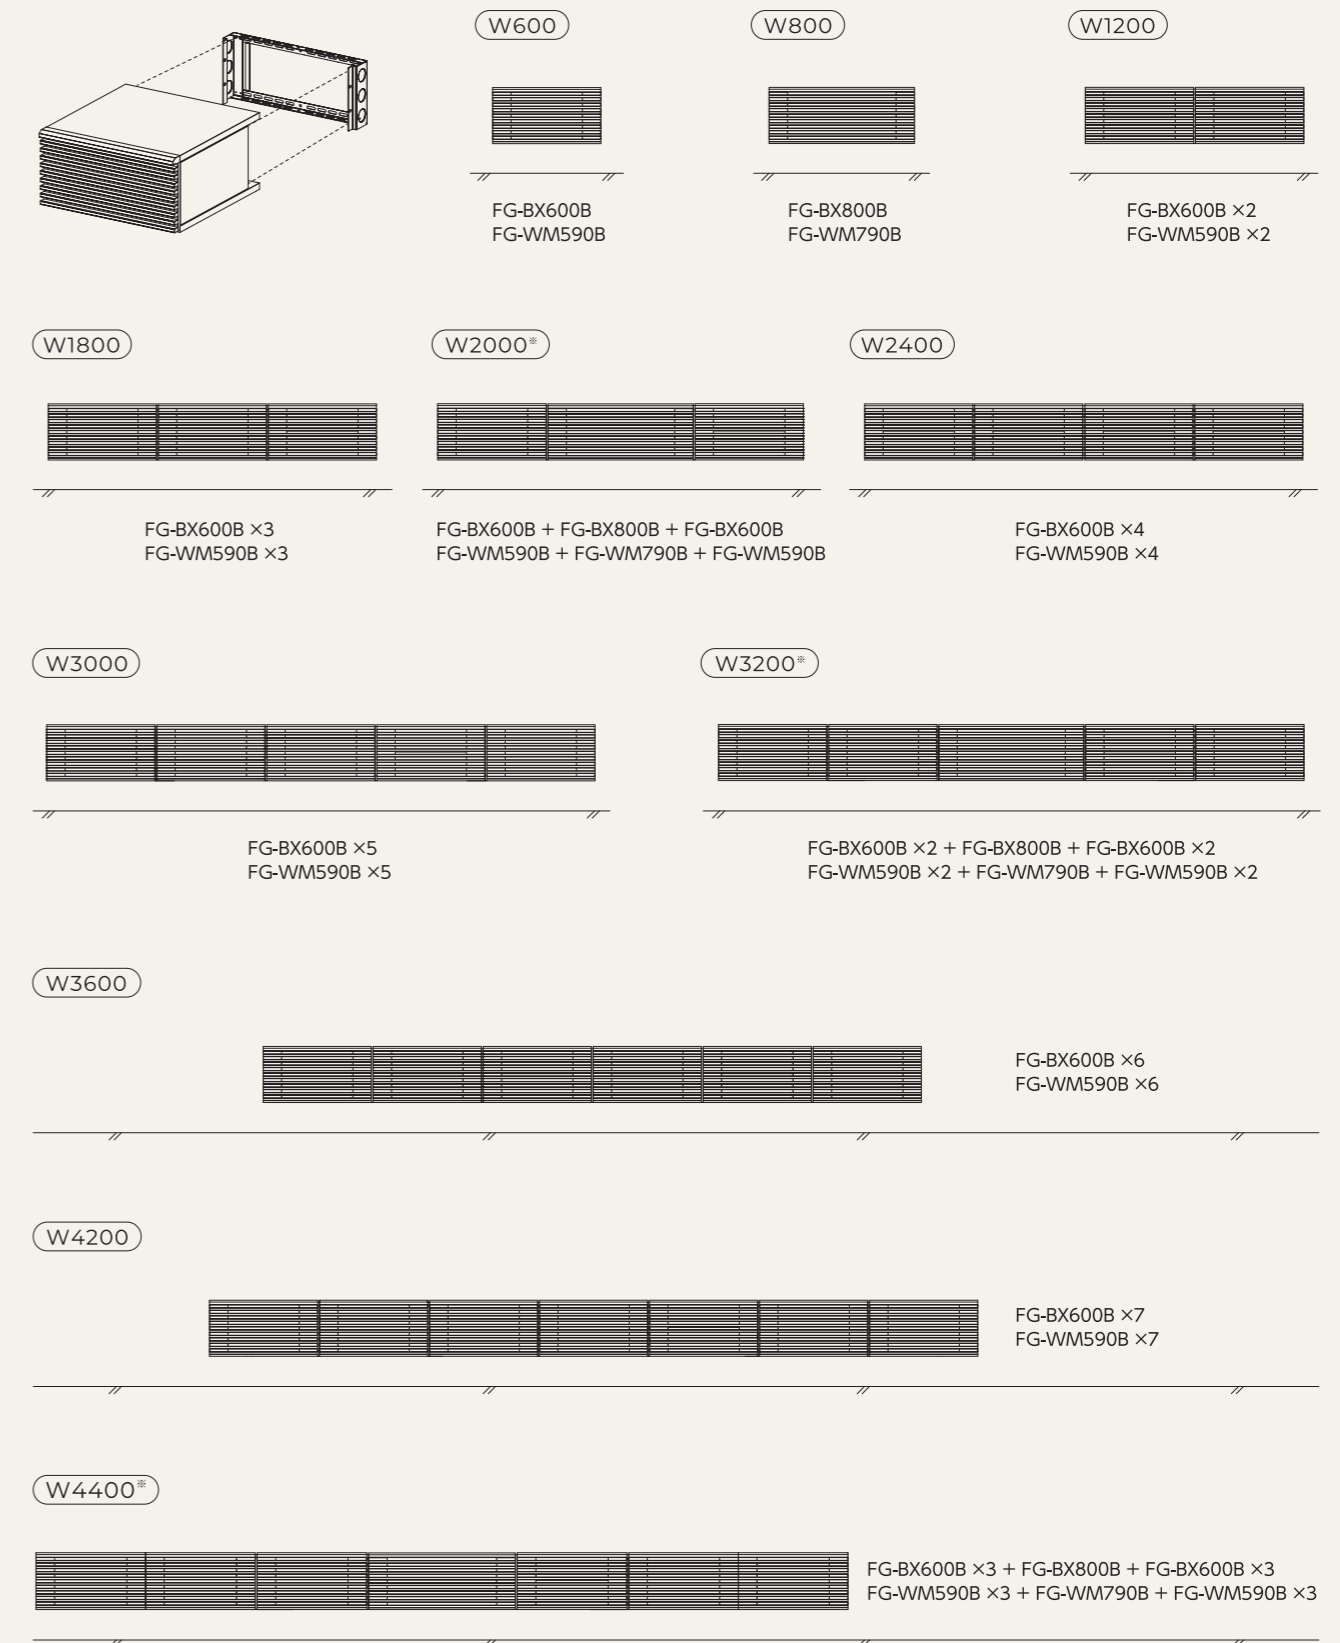 W600
W800
W1200
FG-BX600B
FG-WM590B
FG-BX800B
FG-WM790B
FG-BX600B ×2
FG-WM590B ×2
W1800
W2000※
W2400
FG-BX600B ×3
FG-WM590B ×3
FG-BX600B + FG-BX800B + FG-BX600B
FG-WM590B + FG-WM790B + FG-WM590B
FG-BX600B ×4
FG-WM590B ×4
W3000
W3200※
FG-BX600B ×5
FG-WM590B ×5
FG-BX600B ×2 + FG-BX800B + FG-BX600B ×2
FG-WM590B ×2 + FG-WM790B + FG-WM590B ×2
W3600
FG-BX600B ×6
FG-WM590B ×6
W4200
FG-BX600B ×7
FG-WM590B ×7
W4400※
FG-BX600B ×3 + FG-BX800B + FG-BX600B ×3
FG-WM590B ×3 + FG-WM790B + FG-WM590B ×3